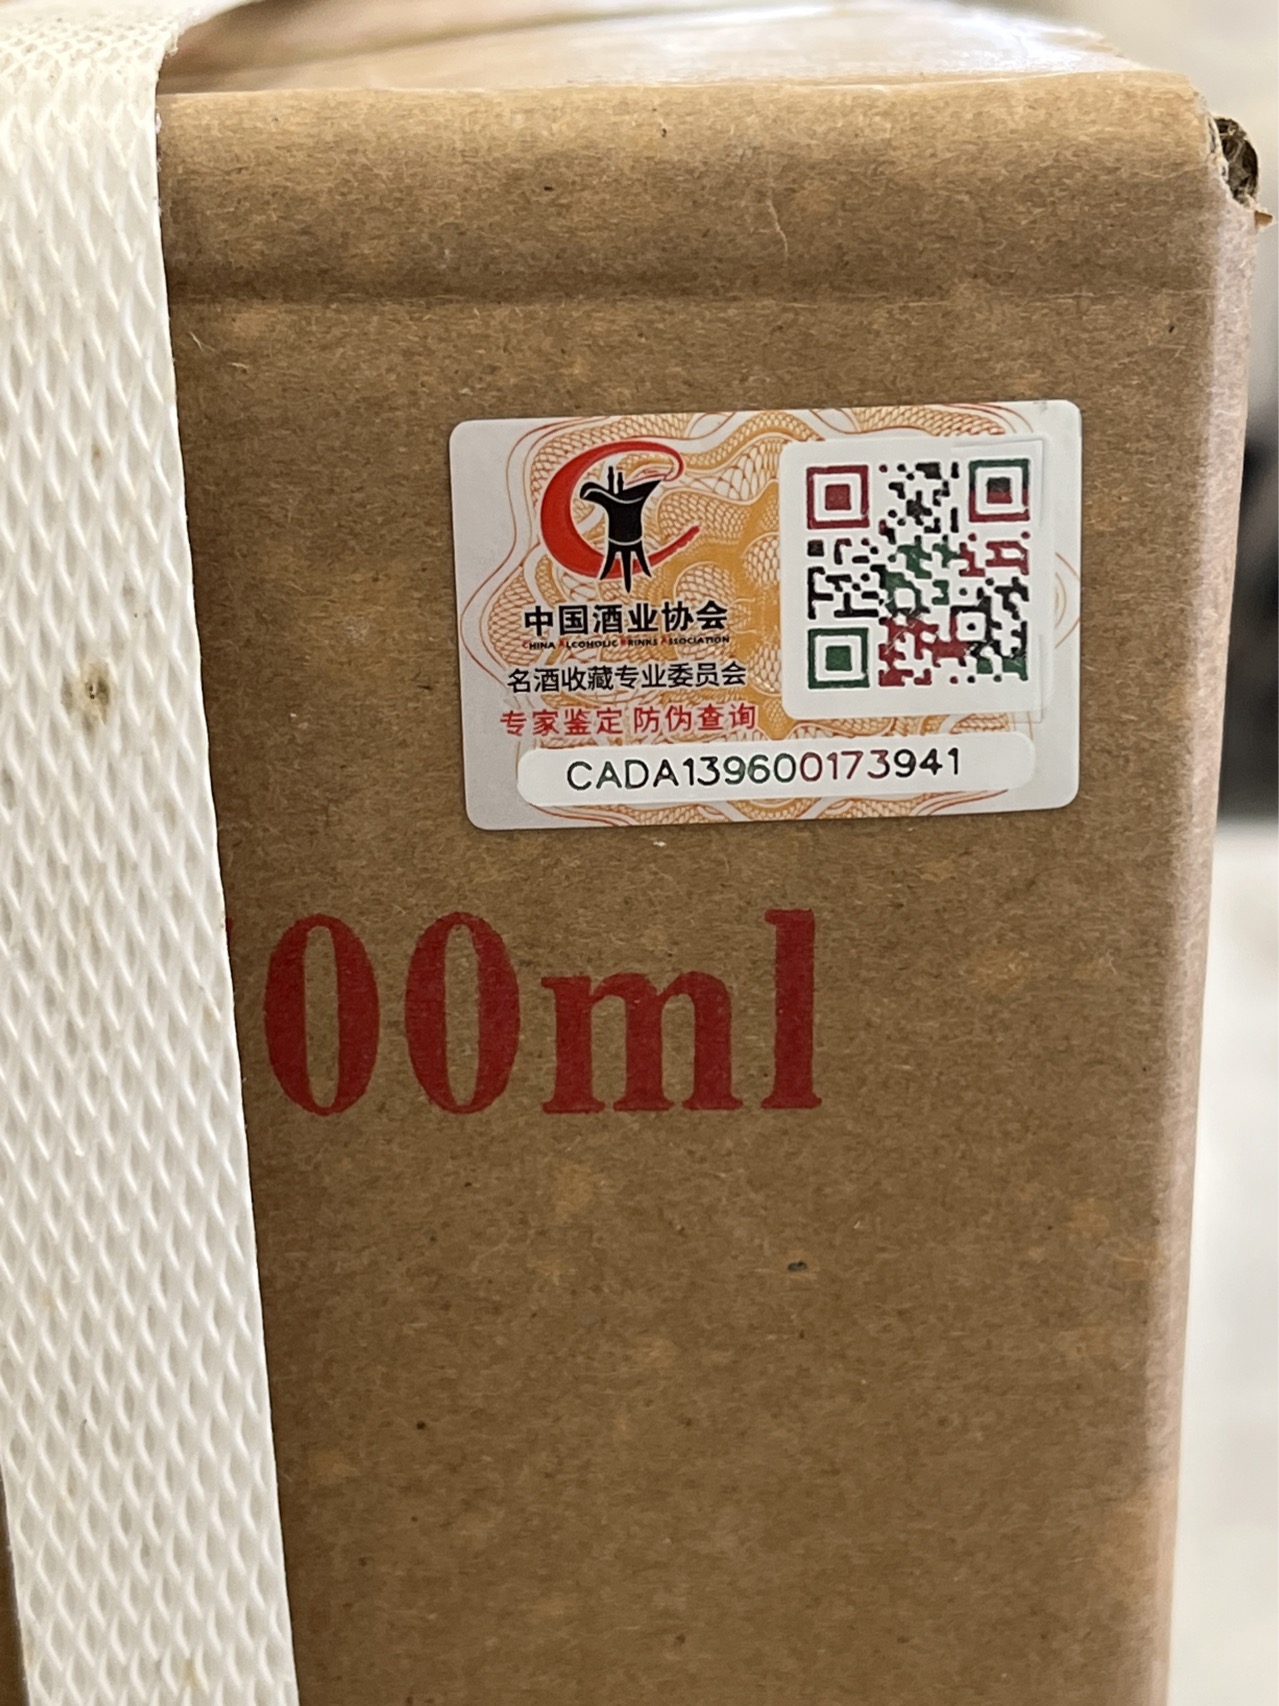 中国酒业协会
CHINA ALCOHOLIC DRINKS ASSOCIATION
名酒收藏专业委员会
专家鉴定 防伪查询
CADA139600173941
00ml